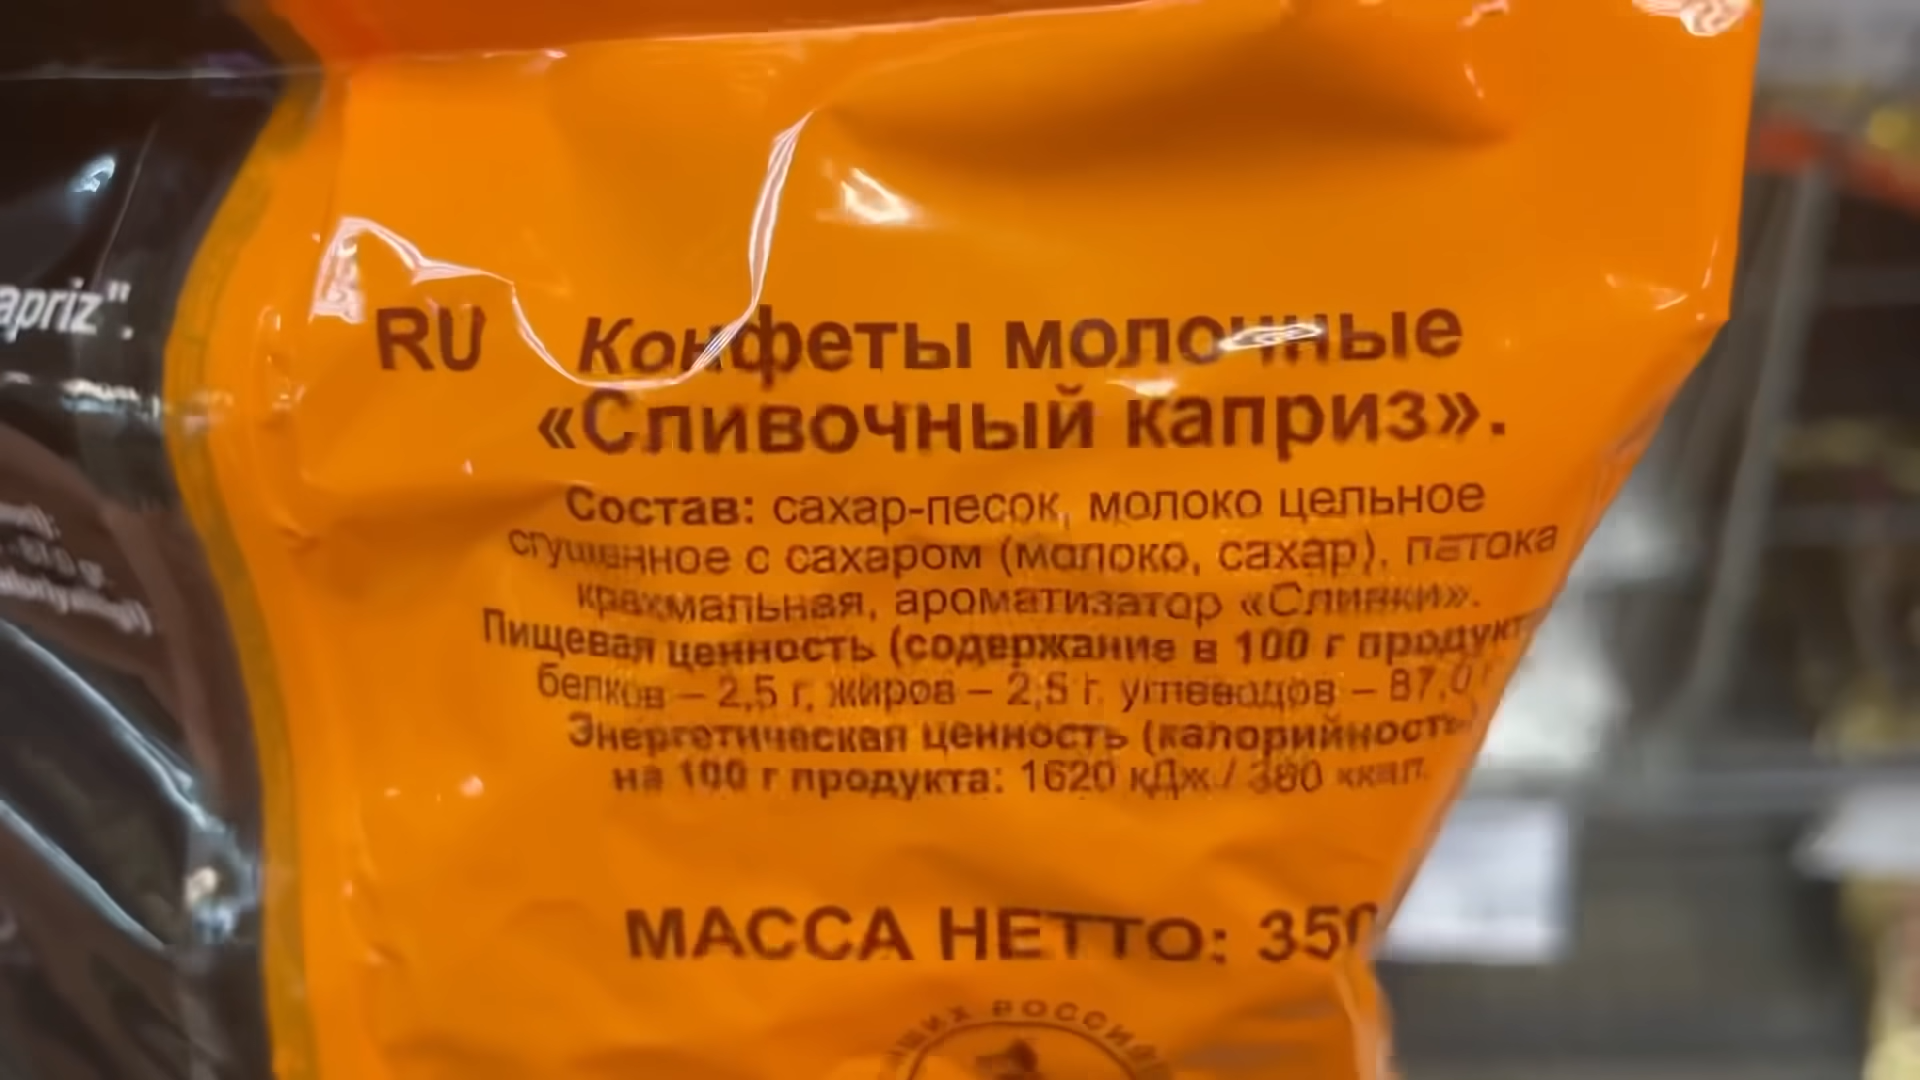 apriz".
RU Конфеты молочные
«Сливочный каприз».
Состав: сахар-песок, молоко цельное
сгущенное с сахаром (молоко, сахар), патока
крахмальная, ароматизатор «Сливки».
Пищевая ценность (содержание в 100 г продукт
белков – 2,5 г, жиров – 2,5 г, углеводов – 87,0 г
Энергетическая ценность (калорийность)
на 100 г продукта: 1620 кДж / 380 ккал.
МАССА НЕТТО: 350